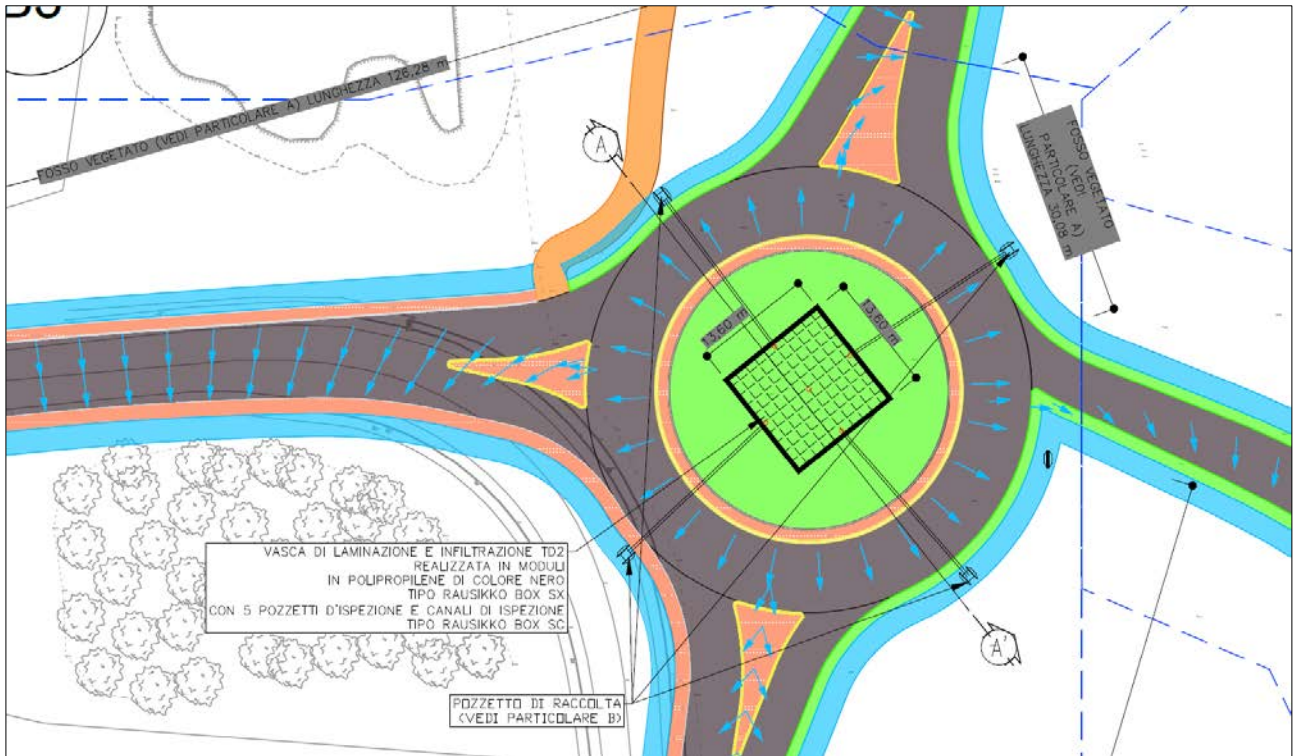 FOSSO VEGETATO (VEDI PARTICOLARE A) LUNGHEZZA 126,28 m
A
FOSSO VEGETATO
(VEDI
PARTICOLARE A)
LUNGHEZZA 30,08 m
13,60 m
13,60 m
VASCA DI LAMINAZIONE E INFILTRAZIONE TD2
REALIZZATA IN MODULI
IN POLIPROPILENE DI COLORE NERO
TIPO RAUSIKKO BOX SX
CON 5 POZZETTI D'ISPEZIONE E CANALI DI ISPEZIONE
TIPO RAUSIKKO BOX SC
A'
POZZETTO DI RACCOLTA
(VEDI PARTICOLARE B)